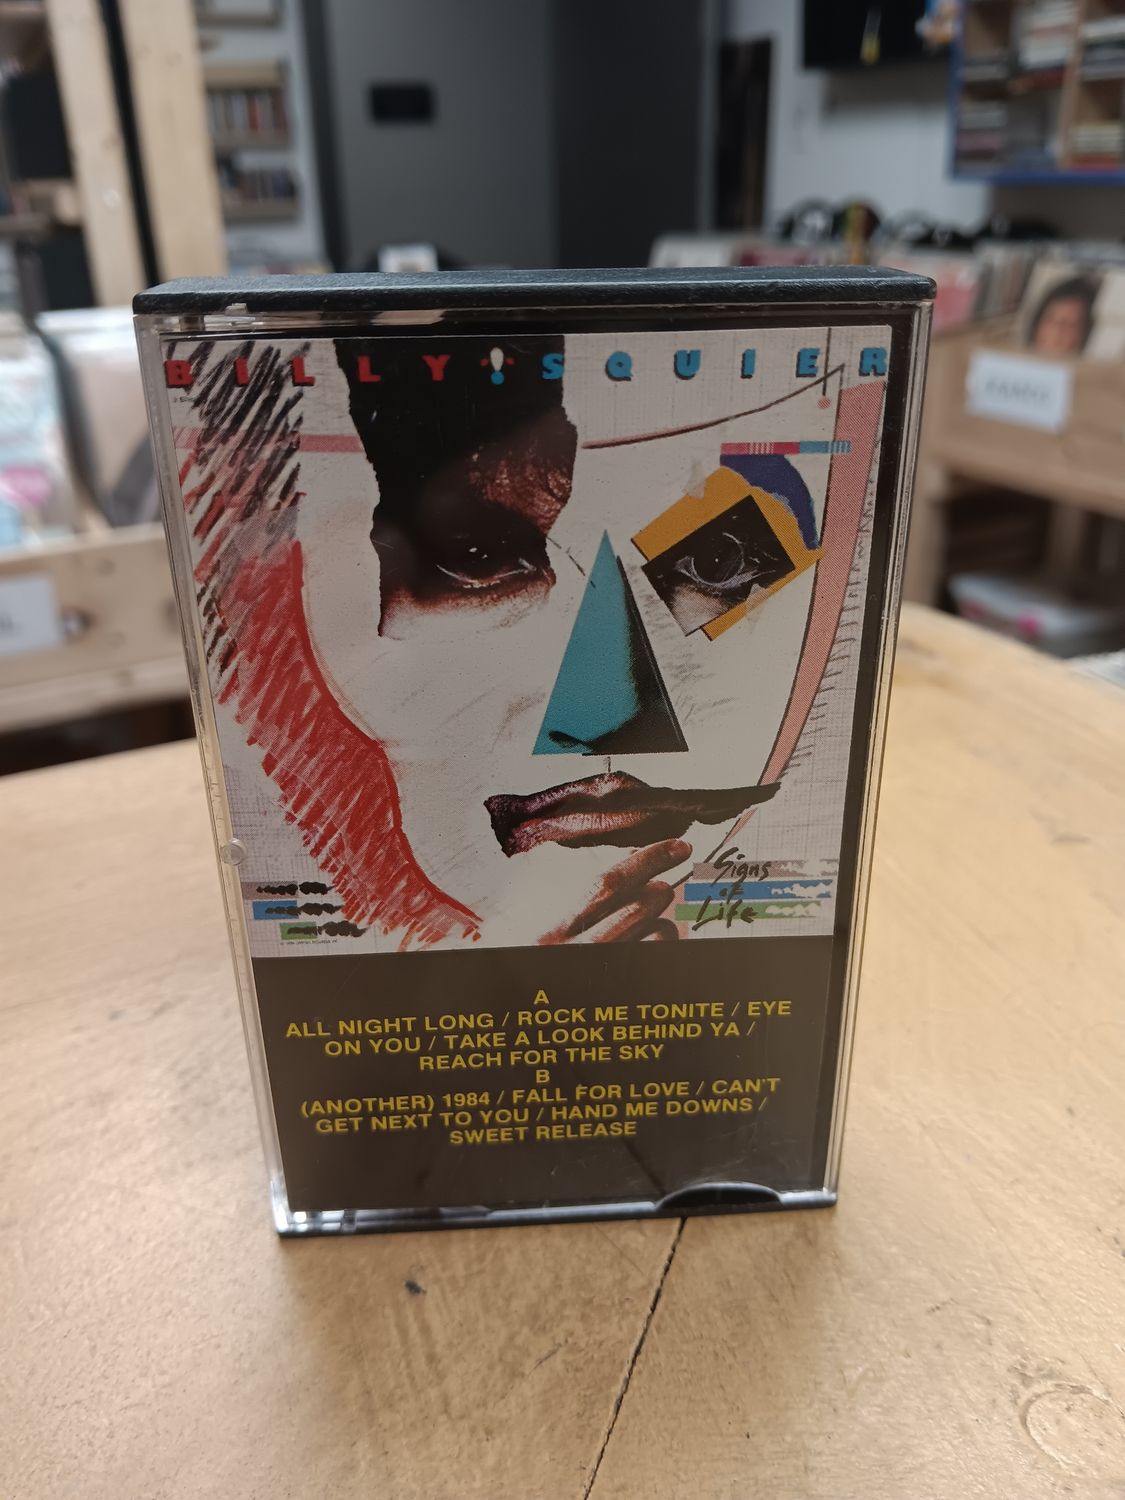 BILLY SQUIER
Signs
of
Life
A
ALL NIGHT LONG / ROCK ME TONITE / EYE
ON YOU / TAKE A LOOK BEHIND YA /
REACH FOR THE SKY
B
(ANOTHER) 1984 / FALL FOR LOVE / CAN'T
GET NEXT TO YOU / HAND ME DOWNS /
SWEET RELEASE